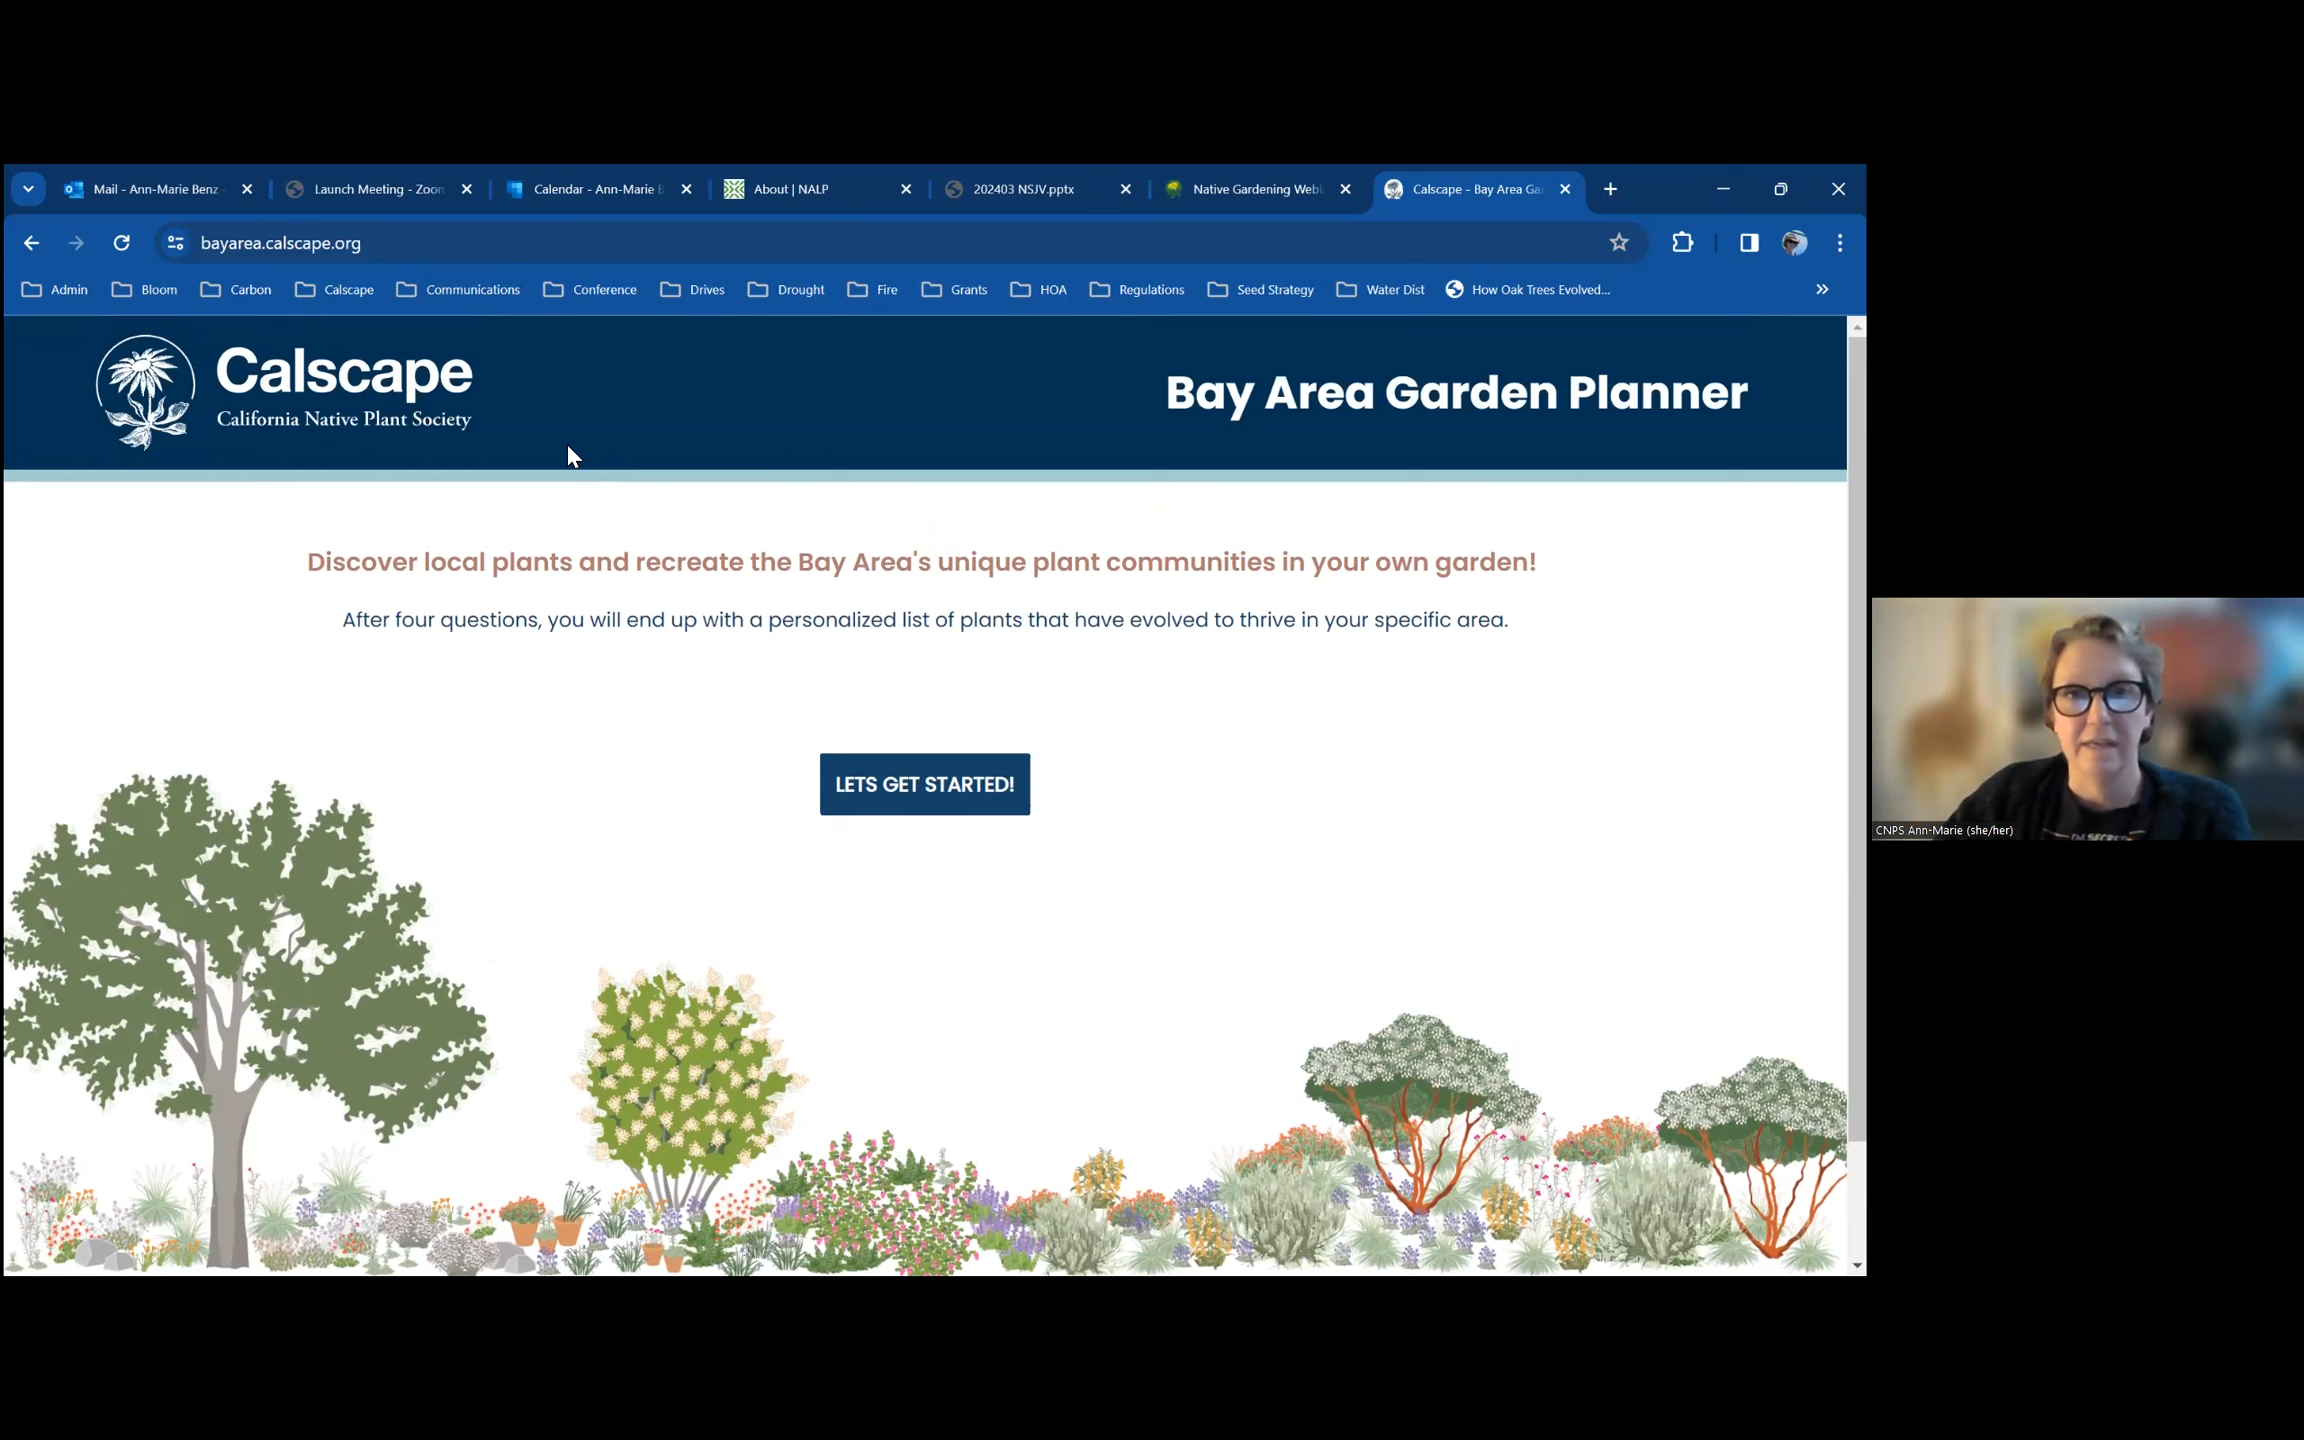 Mail - Ann-Marie Benz -
Launch Meeting - Zoom
Calendar - Ann-Marie B
About | NALP
202403 NSJV.pptx
Native Gardening Webi
Calscape - Bay Area Ga
bayarea.calscape.org
Admin
Bloom
Carbon
Calscape
Communications
Conference
Drives
Drought
Fire
Grants
HOA
Regulations
Seed Strategy
Water Dist
How Oak Trees Evolved...
Calscape
California Native Plant Society
Bay Area Garden Planner
Discover local plants and recreate the Bay Area's unique plant communities in your own garden!
After four questions, you will end up with a personalized list of plants that have evolved to thrive in your specific area.
LETS GET STARTED!
I'M SECRET
CNPS Ann-Marie (she/her)